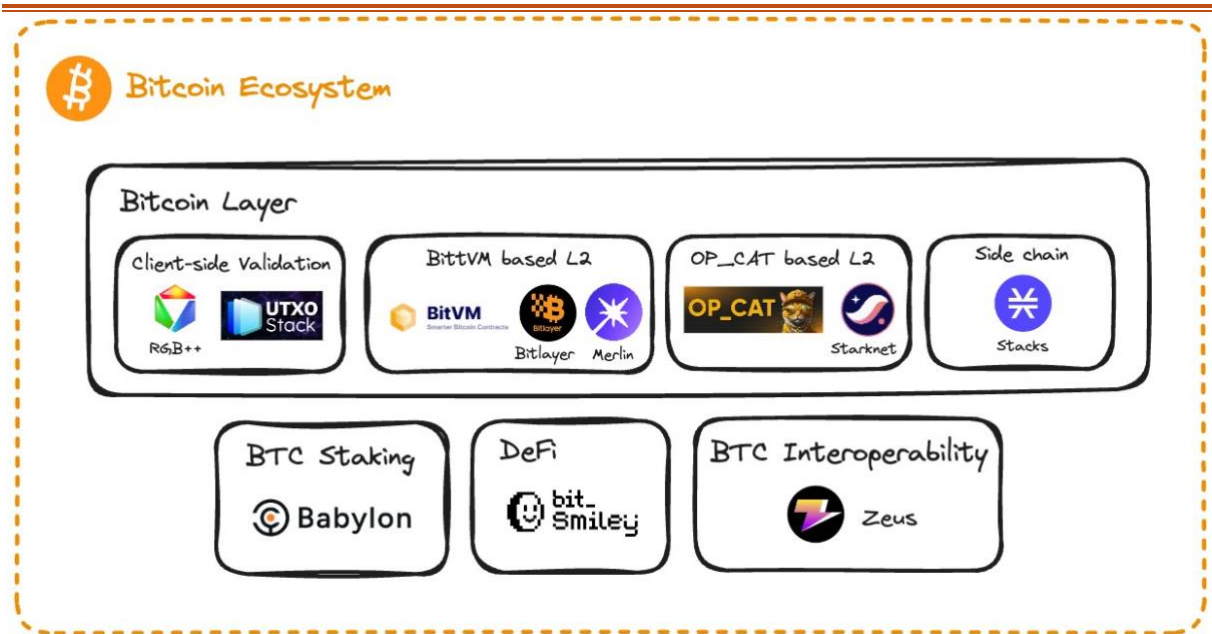 Bitcoin Ecosystem
Bitcoin Layer
Client-side Validation
RGB++
UTXO
Stack
BittVM based L2
BitVM
Smarter Bitcoin Contracts
Bitlayer
Bitlayer
Merlin
OP_CAT based L2
OP_CAT
Starknet
Side chain
Stacks
BTC Staking
Babylon
DeFi
bit_
Smiley
BTC Interoperability
Zeus